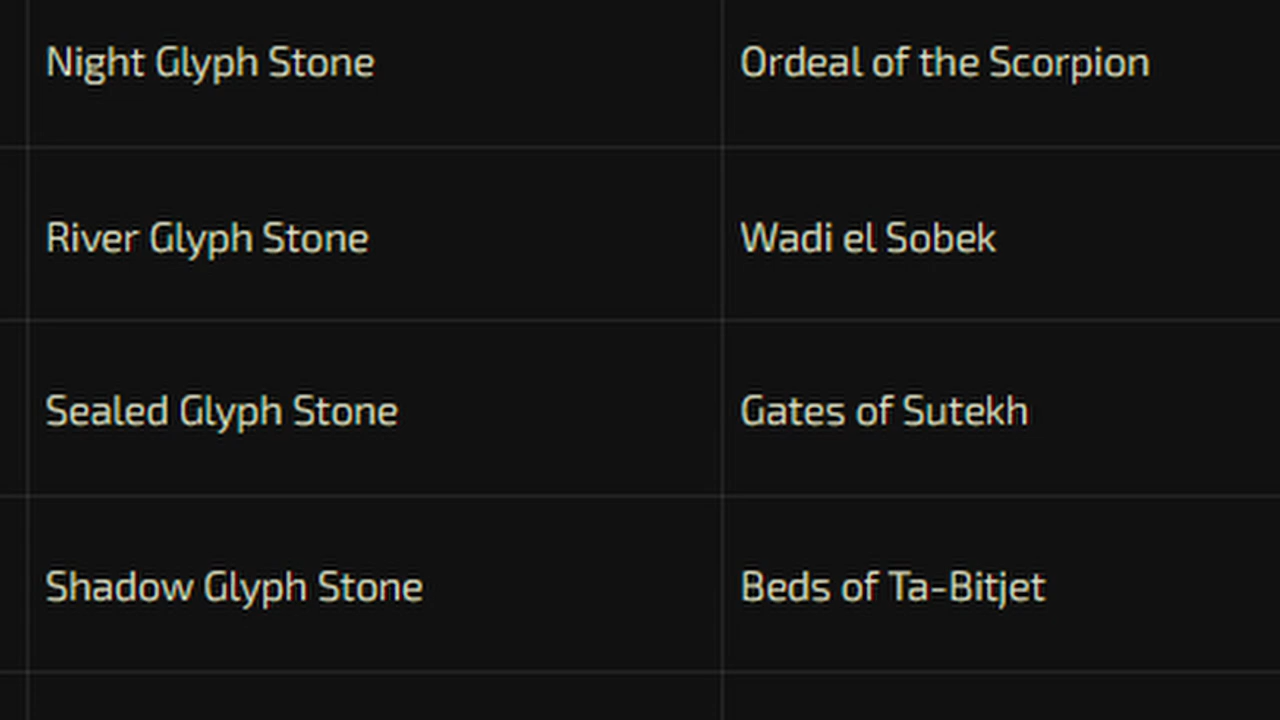 Night Glyph Stone Ordeal of the Scorpion
River Glyph Stone Wadi el Sobek
Sealed Glyph Stone Gates of Sutekh
Shadow Glyph Stone Beds of Ta-Bitjet